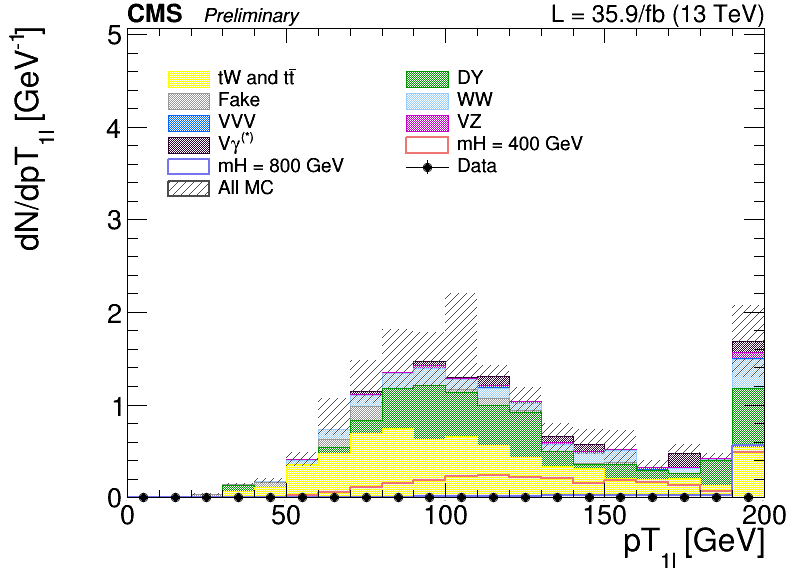 CMS Preliminary L = 35.9/fb (13 TeV)
dN/dpT_1l [GeV^-1]
5
4
3
2
1
0
tW and tt̄
DY
Fake
WW
VVV
VZ
Vγ^(*)
mH = 400 GeV
mH = 800 GeV
Data
All MC
0 50 100 150 200
pT_1l [GeV]